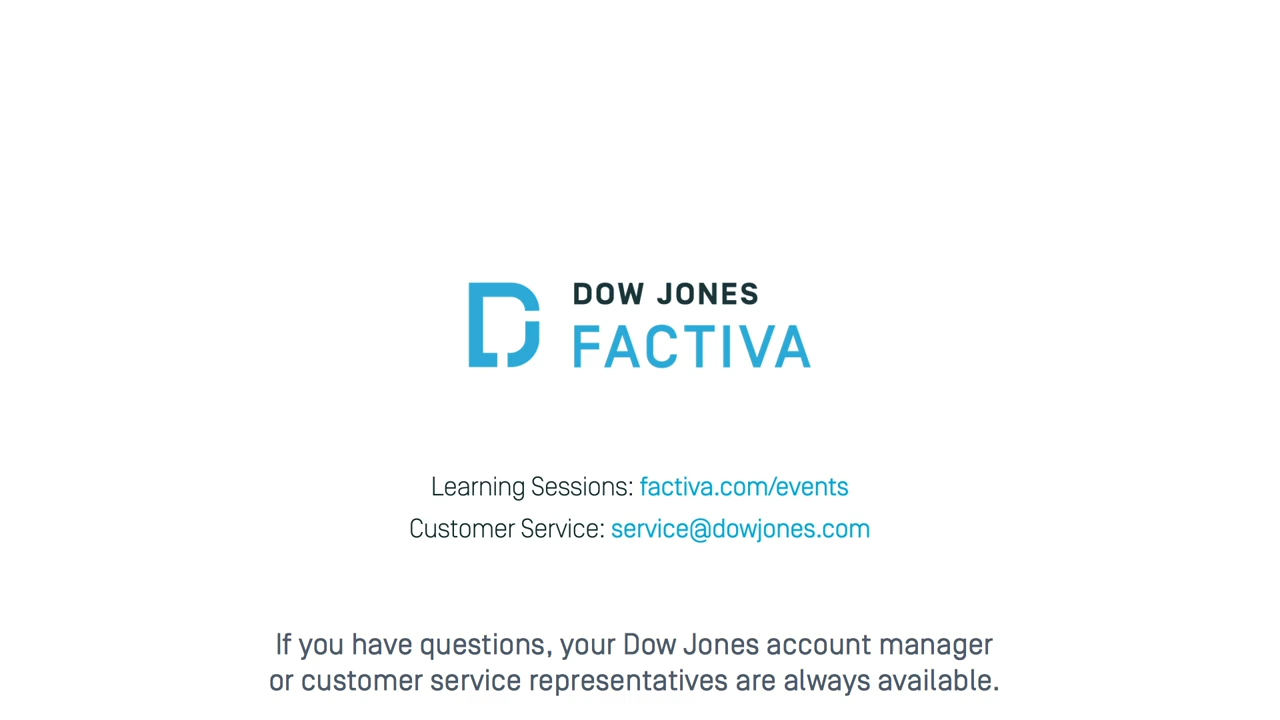 DOW JONES
FACTIVA
Learning Sessions: factiva.com/events
Customer Service: service@dowjones.com
If you have questions, your Dow Jones account manager
or customer service representatives are always available.